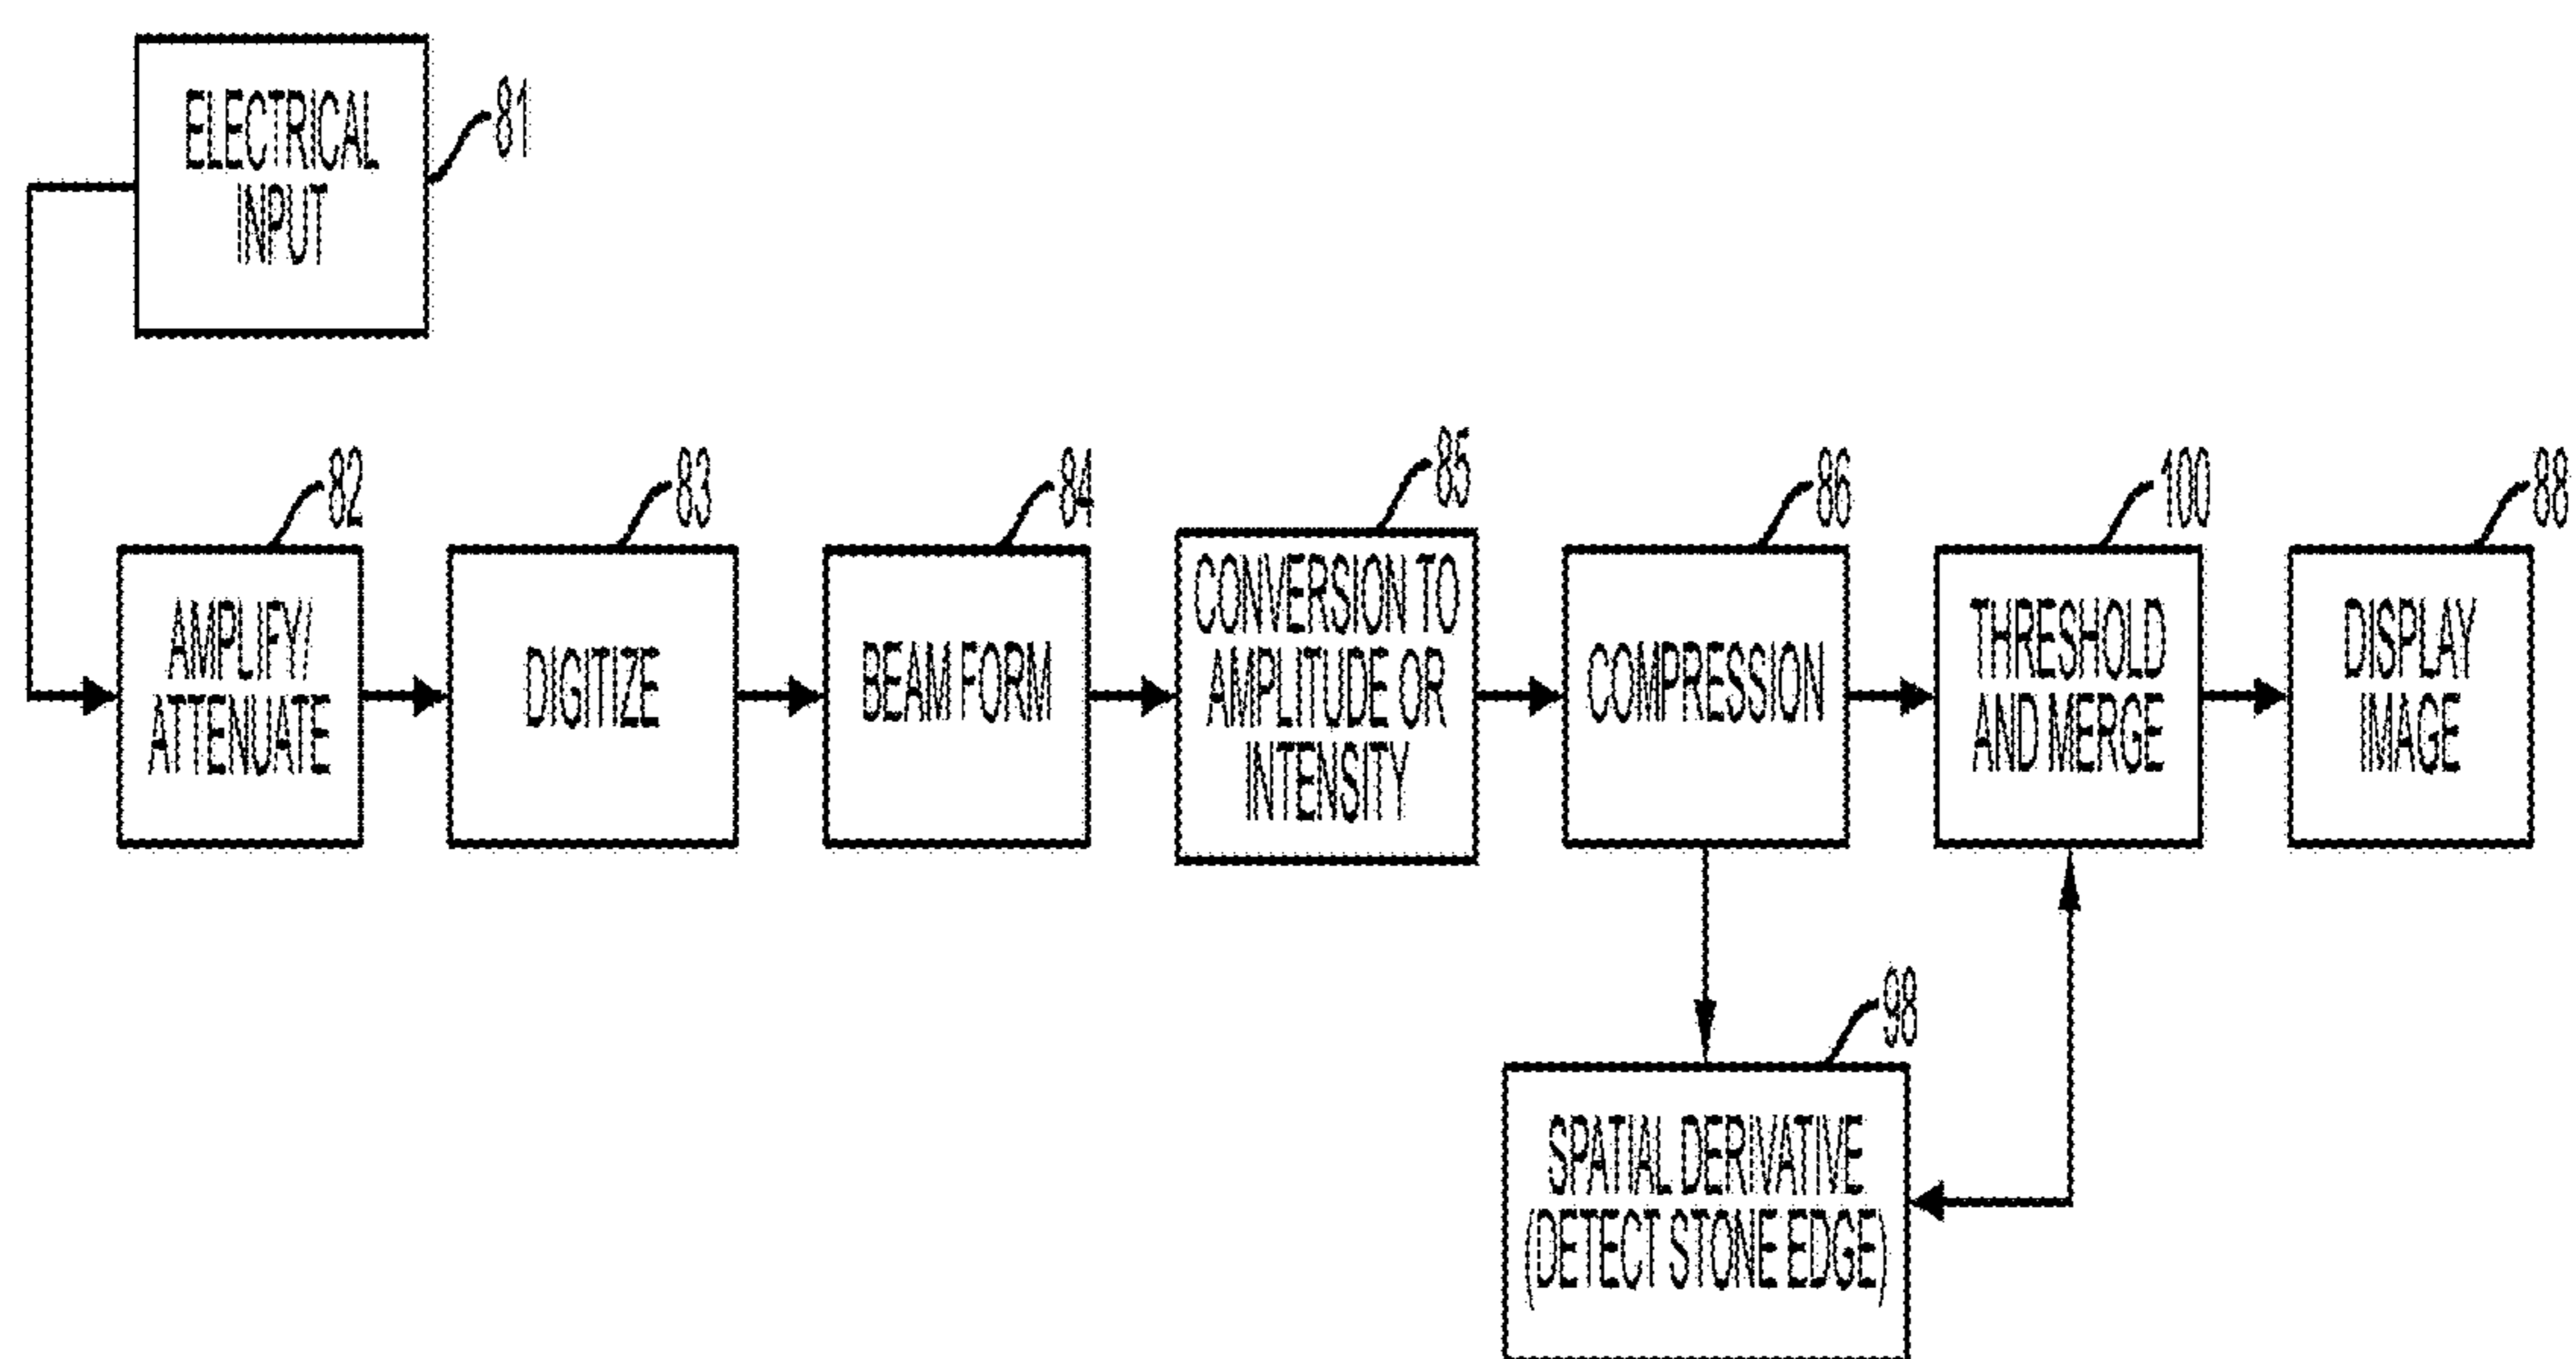 ELECTRICAL
INPUT
81
82
AMPLIFY/
ATTENUATE
83
DIGITIZE
84
BEAM FORM
85
CONVERSION TO
AMPLITUDE OR
INTENSITY
86
COMPRESSION
100
THRESHOLD
AND MERGE
88
DISPLAY
IMAGE
98
SPATIAL DERIVATIVE
(DETECT STONE EDGE)